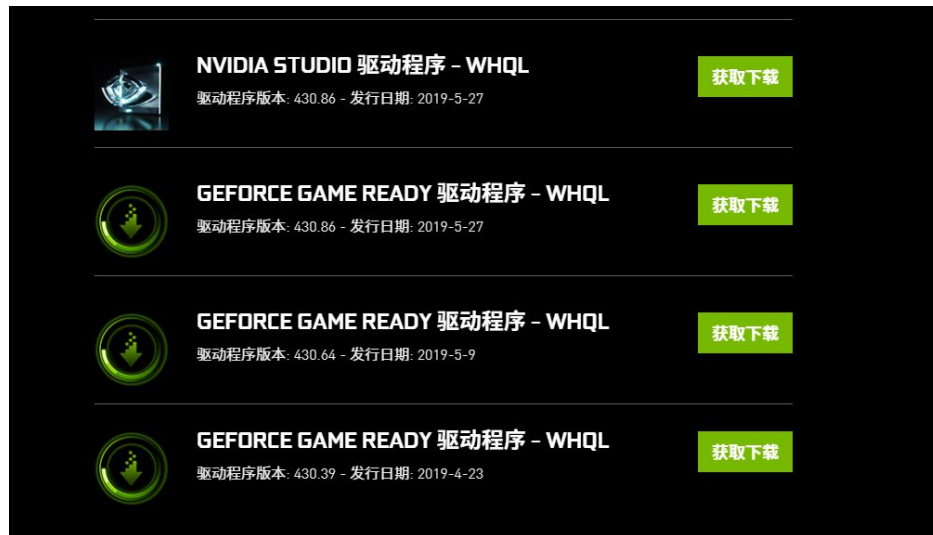 NVIDIA STUDIO 驱动程序 – WHQL
驱动程序版本: 430.86 - 发行日期: 2019-5-27
获取下载
GEFORCE GAME READY 驱动程序 – WHQL
驱动程序版本: 430.86 - 发行日期: 2019-5-27
获取下载
GEFORCE GAME READY 驱动程序 – WHQL
驱动程序版本: 430.64 - 发行日期: 2019-5-9
获取下载
GEFORCE GAME READY 驱动程序 – WHQL
驱动程序版本: 430.39 - 发行日期: 2019-4-23
获取下载